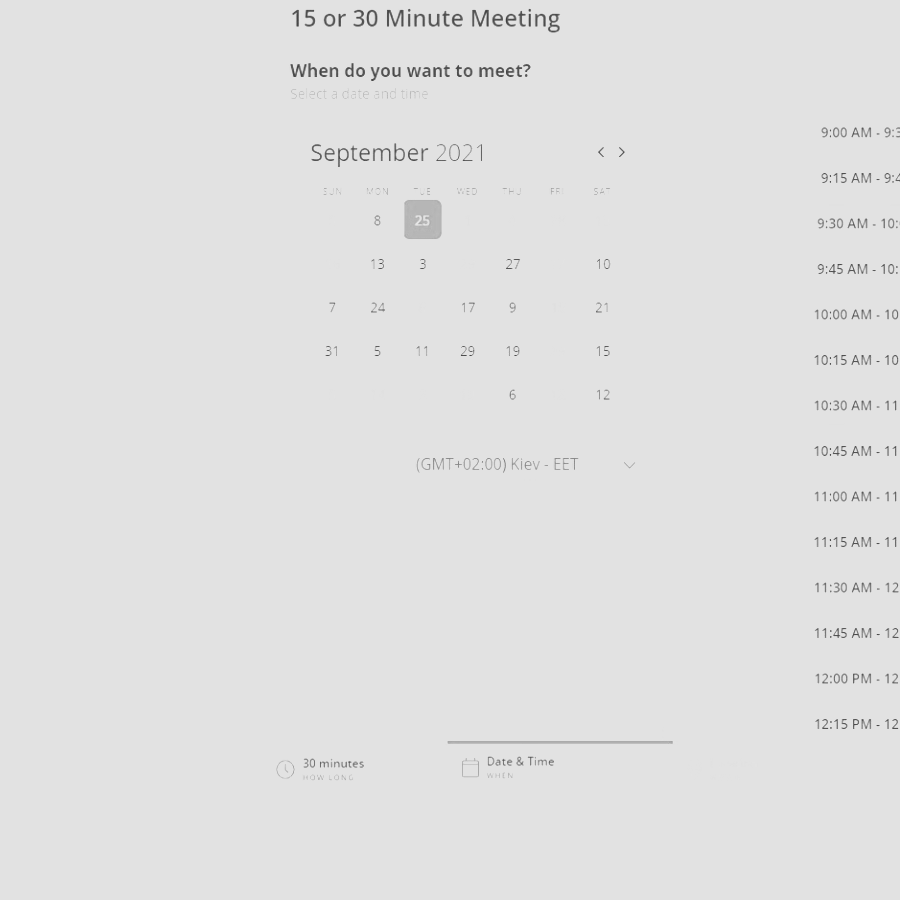 15 or 30 Minute Meeting
When do you want to meet?
Select a date and time
September 2021
SUN MON TUE WED THU FRI SAT
8 25
13 3 27 10
7 24 17 9 21
31 5 11 29 19 15
6 12
(GMT+02:00) Kiev - EET
9:00 AM - 9:3
9:15 AM - 9:4
9:30 AM - 10:
9:45 AM - 10:
10:00 AM - 10
10:15 AM - 10
10:30 AM - 11
10:45 AM - 11
11:00 AM - 11
11:15 AM - 11
11:30 AM - 12
11:45 AM - 12
12:00 PM - 12
12:15 PM - 12
30 minutes
HOW LONG
Date & Time
WHEN